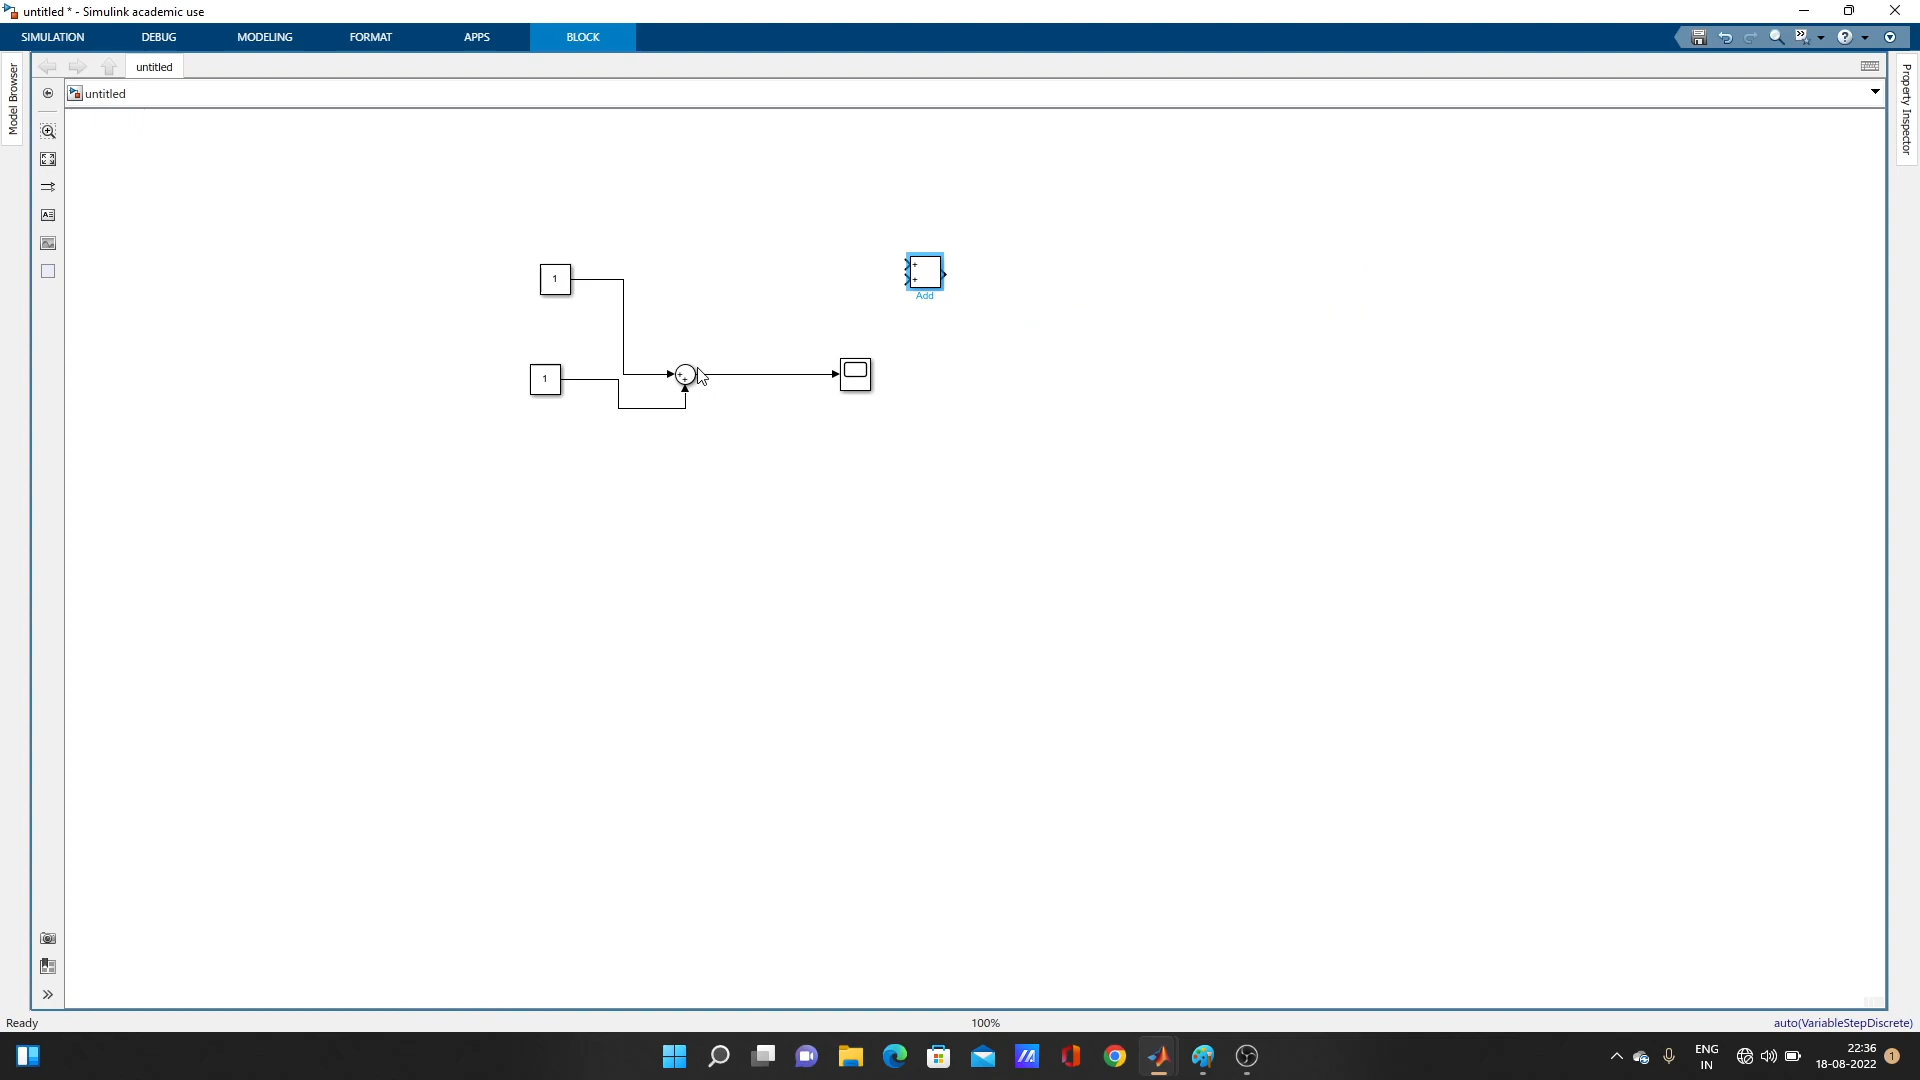 untitled * - Simulink academic use
SIMULATION DEBUG MODELING FORMAT APPS BLOCK
untitled
untitled
Model Browser
Property Inspector
1
+
+
Add
1
+
+
Ready 100% auto(VariableStepDiscrete)
ENG
IN
22:36
18-08-2022
1